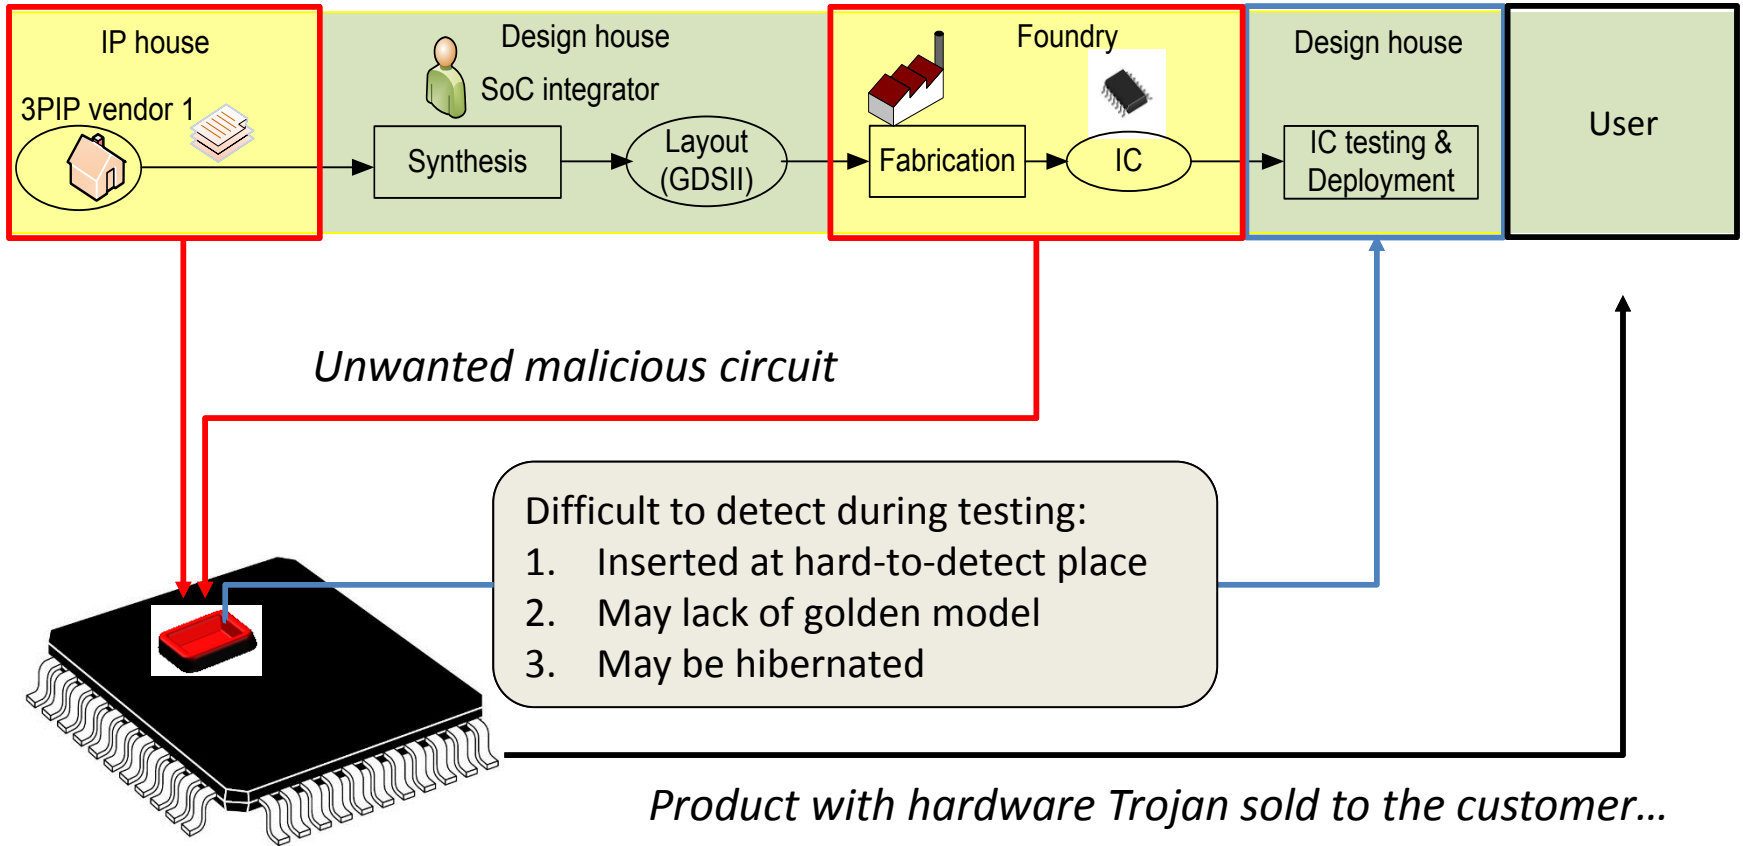 IP house
3PIP vendor 1
Design house
SoC integrator
Synthesis
Layout
(GDSII)
Foundry
Fabrication
IC
Design house
IC testing &
Deployment
User
Unwanted malicious circuit
Difficult to detect during testing:
1. Inserted at hard-to-detect place
2. May lack of golden model
3. May be hibernated
Product with hardware Trojan sold to the customer...